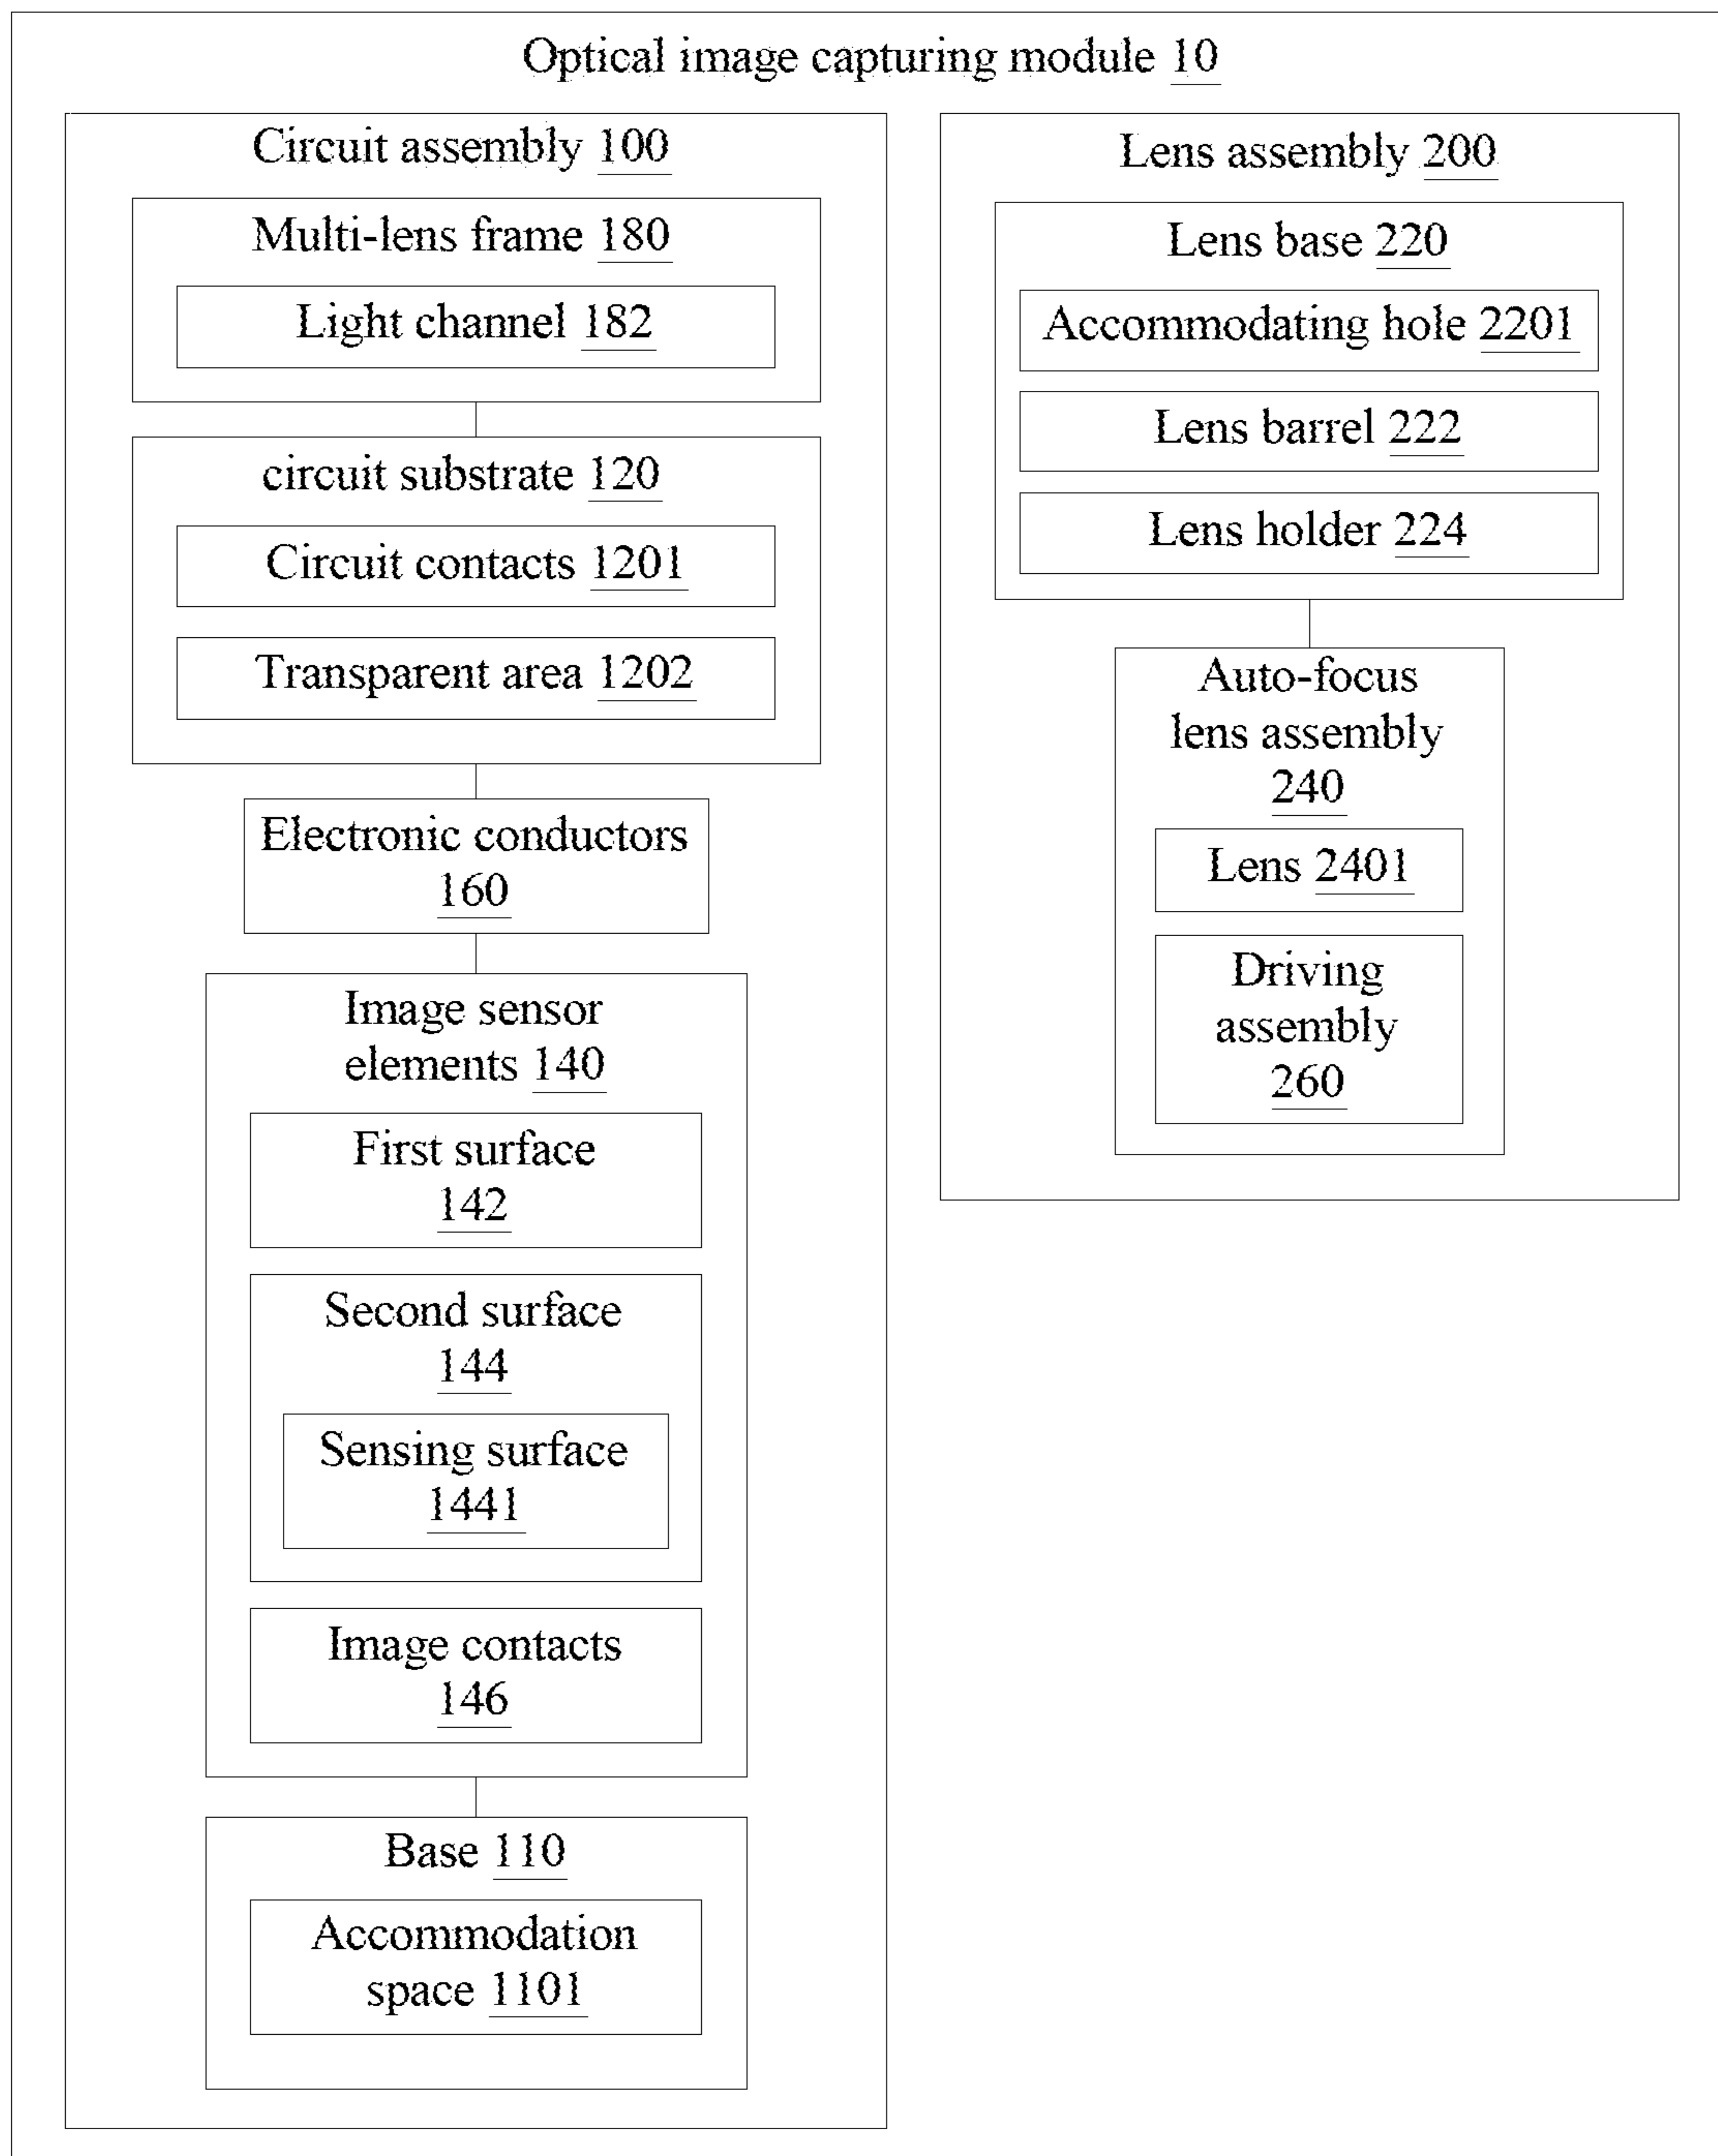 Optical image capturing module 10
Circuit assembly 100
Multi-lens frame 180
Light channel 182
circuit substrate 120
Circuit contacts 1201
Transparent area 1202
Electronic conductors
160
Image sensor
elements 140
First surface
142
Second surface
144
Sensing surface
1441
Image contacts
146
Base 110
Accommodation
space 1101
Lens assembly 200
Lens base 220
Accommodating hole 2201
Lens barrel 222
Lens holder 224
Auto-focus
lens assembly
240
Lens 2401
Driving
assembly
260